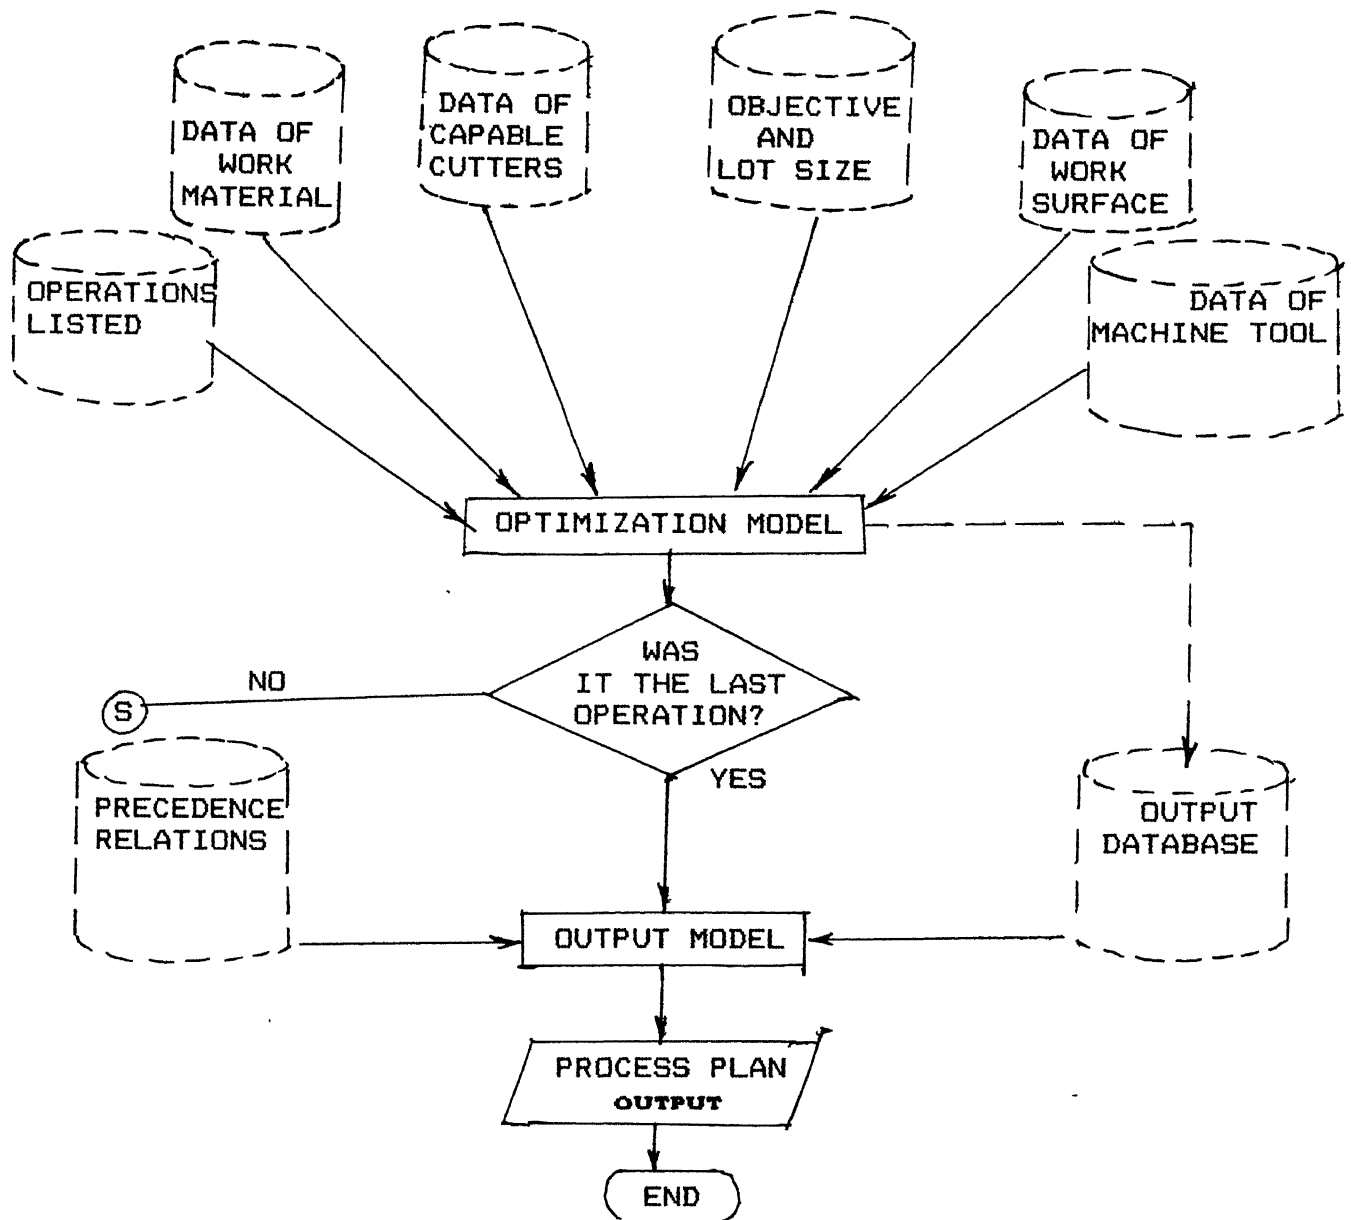 DATA OF
WORK
MATERIAL
DATA OF
CAPABLE
CUTTERS
OBJECTIVE
AND
LOT SIZE
DATA OF
WORK
SURFACE
OPERATIONS
LISTED
DATA OF
MACHINE TOOL
OPTIMIZATION MODEL
WAS
IT THE LAST
OPERATION?
NO
S
YES
PRECEDENCE
RELATIONS
OUTPUT
DATABASE
OUTPUT MODEL
PROCESS PLAN
OUTPUT
END